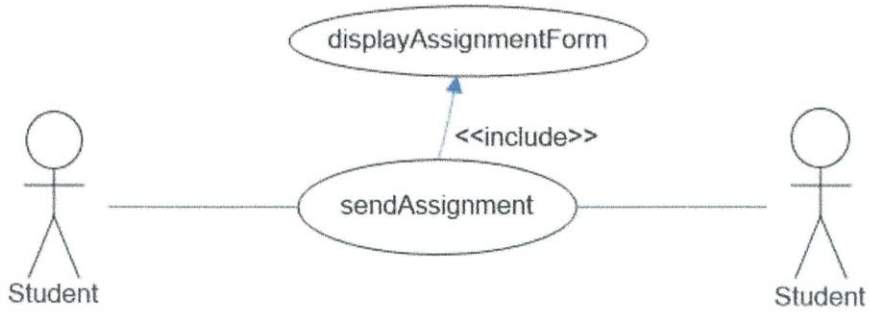 displayAssignmentForm
<<include>>
sendAssignment
Student
Student